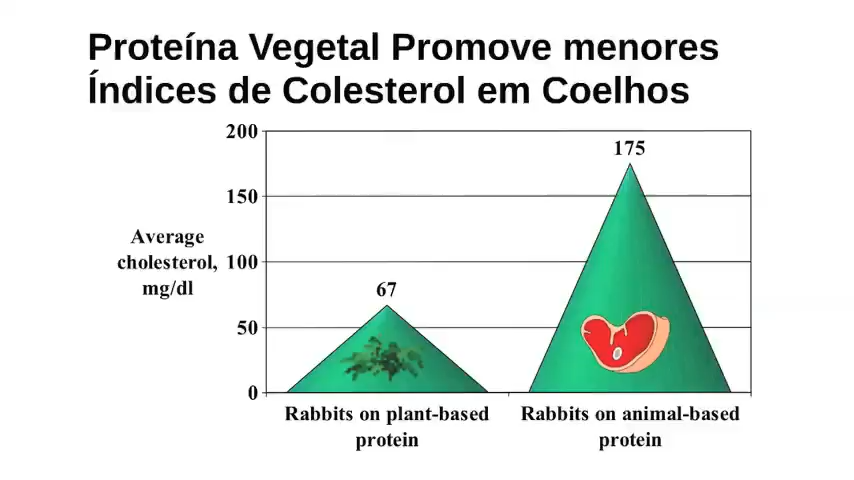 Proteína Vegetal Promove menores
Índices de Colesterol em Coelhos
200
175
150
Average
cholesterol,
mg/dl
100
67
50
0
Rabbits on plant-based
protein
Rabbits on animal-based
protein